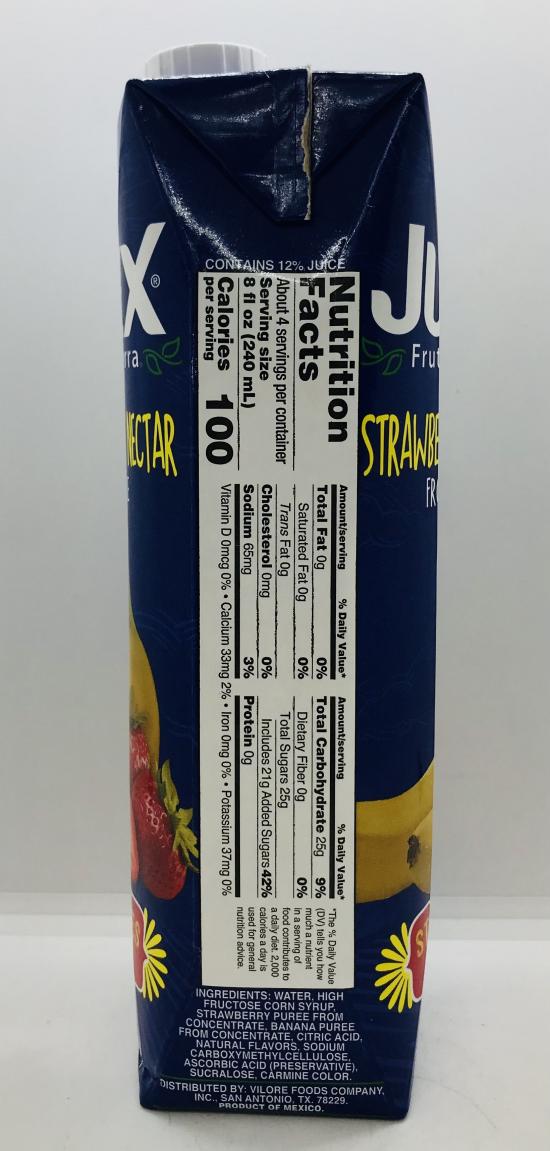 X®
rra
NECTAR
JU
Frut
STRAWBE
FR
CONTAINS 12% JUICE
Nutrition
Facts
About 4 servings per container
Serving size
8 fl oz (240 mL)
Calories
per serving
100
Amount/serving % Daily Value*
Total Fat 0g 0%
Saturated Fat 0g 0%
Trans Fat 0g
Cholesterol 0mg 0%
Sodium 65mg 3%
Amount/serving % Daily Value*
Total Carbohydrate 25g 9%
Dietary Fiber 0g 0%
Total Sugars 25g
Includes 21g Added Sugars 42%
Protein 0g
Vitamin D 0mcg 0% • Calcium 33mg 2% • Iron 0mg 0% • Potassium 37mg 0%
*The % Daily Value
(DV) tells you how
much a nutrient
in a serving of
food contributes to
a daily diet. 2,000
calories a day is
used for general
nutrition advice.
INGREDIENTS: WATER, HIGH
FRUCTOSE CORN SYRUP,
STRAWBERRY PUREE FROM
CONCENTRATE, BANANA PUREE
FROM CONCENTRATE, CITRIC ACID,
NATURAL FLAVORS, SODIUM
CARBOXYMETHYLCELLULOSE,
ASCORBIC ACID (PRESERVATIVE),
SUCRALOSE, CARMINE COLOR.
DISTRIBUTED BY: VILORE FOODS COMPANY,
INC., SAN ANTONIO, TX. 78229.
PRODUCT OF MEXICO.